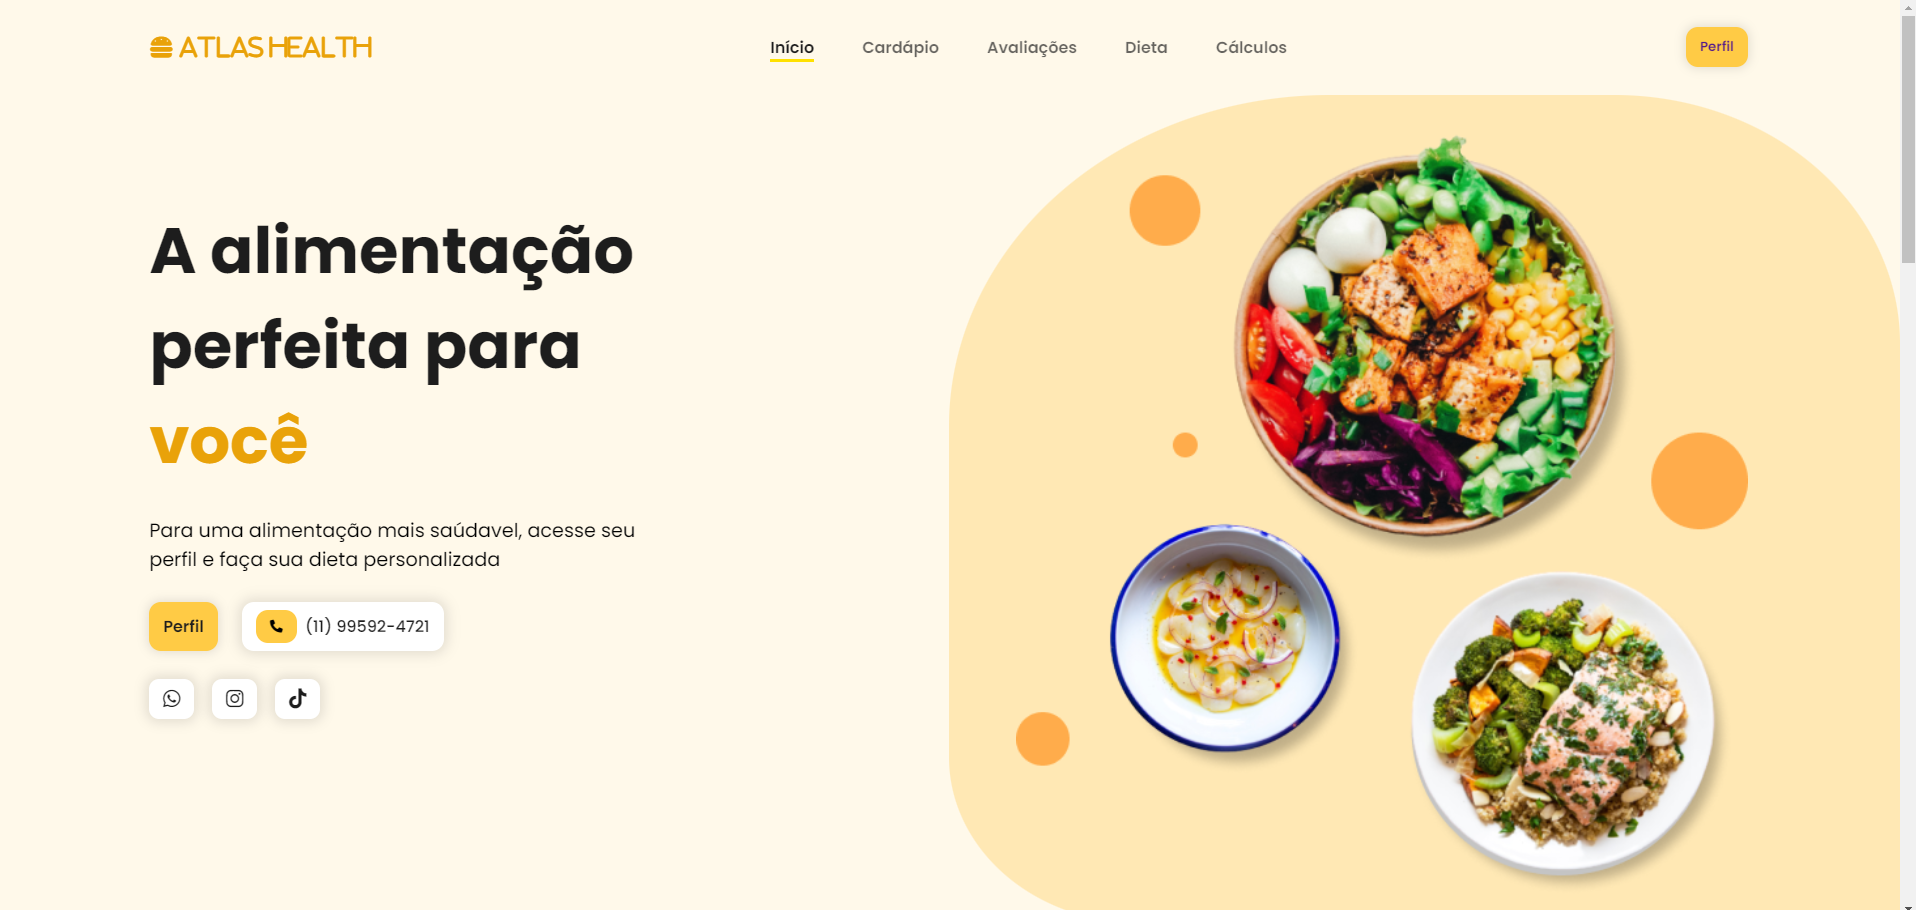 ATLAS HEALTH
Início
Cardápio
Avaliações
Dieta
Cálculos
Perfil
A alimentação
perfeita para
você
Para uma alimentação mais saúdavel, acesse seu
perfil e faça sua dieta personalizada
Perfil
(11) 99592-4721